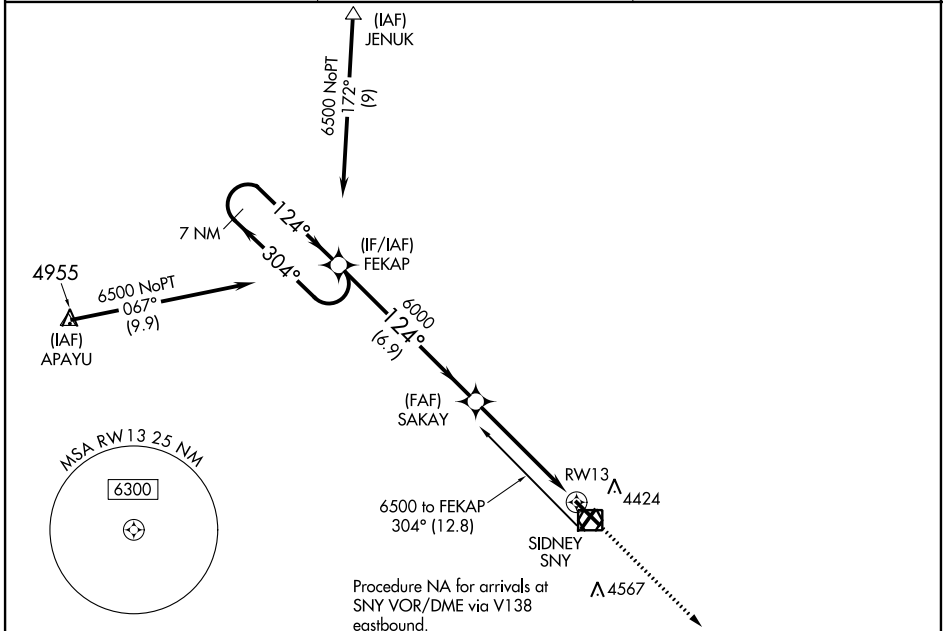 (IAF)
JENUK
6500 NoPT
172°
(9)
124°
7 NM
304°
(IF/IAF)
FEKAP
4955
6500 NoPT
067°
(9.9)
(IAF)
APAYU
6000
124°
(6.9)
(FAF)
SAKAY
MSA RW13 25 NM
6300
RW13
4424
6500 to FEKAP
304° (12.8)
SIDNEY
SNY
4567
Procedure NA for arrivals at
SNY VOR/DME via V138
eastbound.